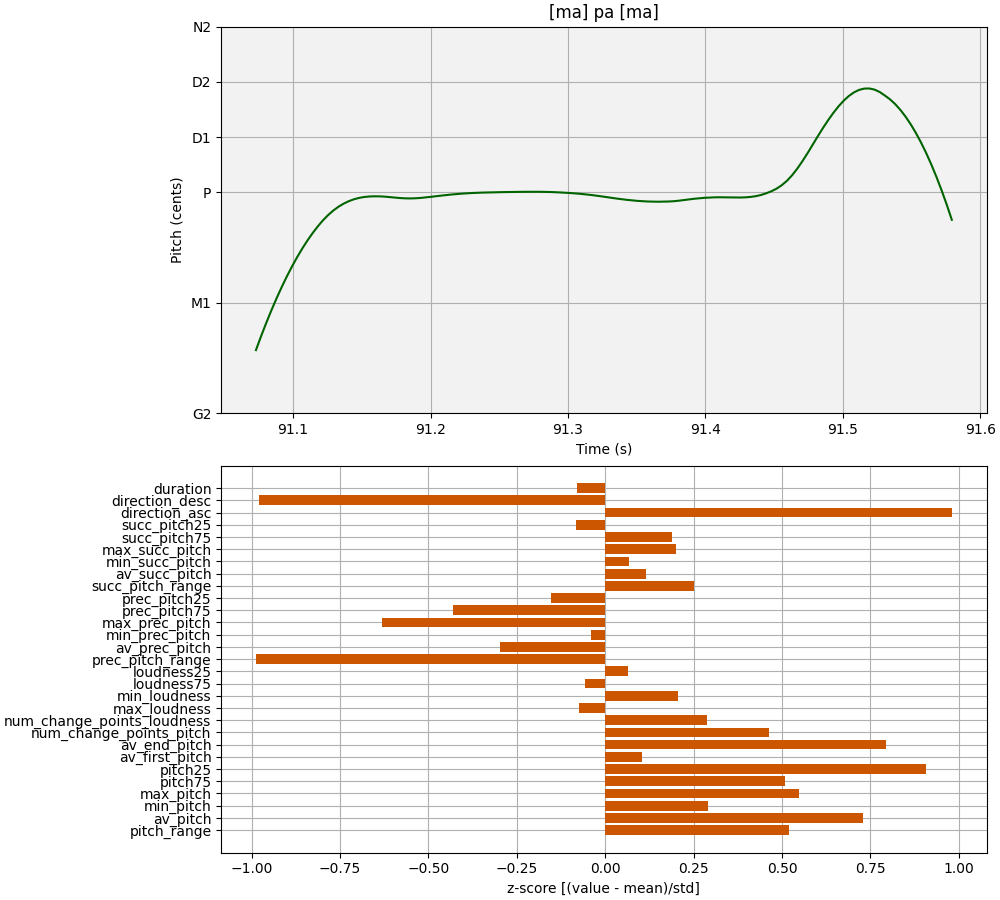 [ma] pa [ma]
N2
D2
D1
P
M1
G2
Pitch (cents)
91.1 91.2 91.3 91.4 91.5 91.6
Time (s)
duration
direction_desc
direction_asc
succ_pitch25
succ_pitch75
max_succ_pitch
min_succ_pitch
av_succ_pitch
succ_pitch_range
prec_pitch25
prec_pitch75
max_prec_pitch
min_prec_pitch
av_prec_pitch
prec_pitch_range
loudness25
loudness75
min_loudness
max_loudness
num_change_points_loudness
num_change_points_pitch
av_end_pitch
av_first_pitch
pitch25
pitch75
max_pitch
min_pitch
av_pitch
pitch_range
−1.00 −0.75 −0.50 −0.25 0.00 0.25 0.50 0.75 1.00
z-score [(value - mean)/std]